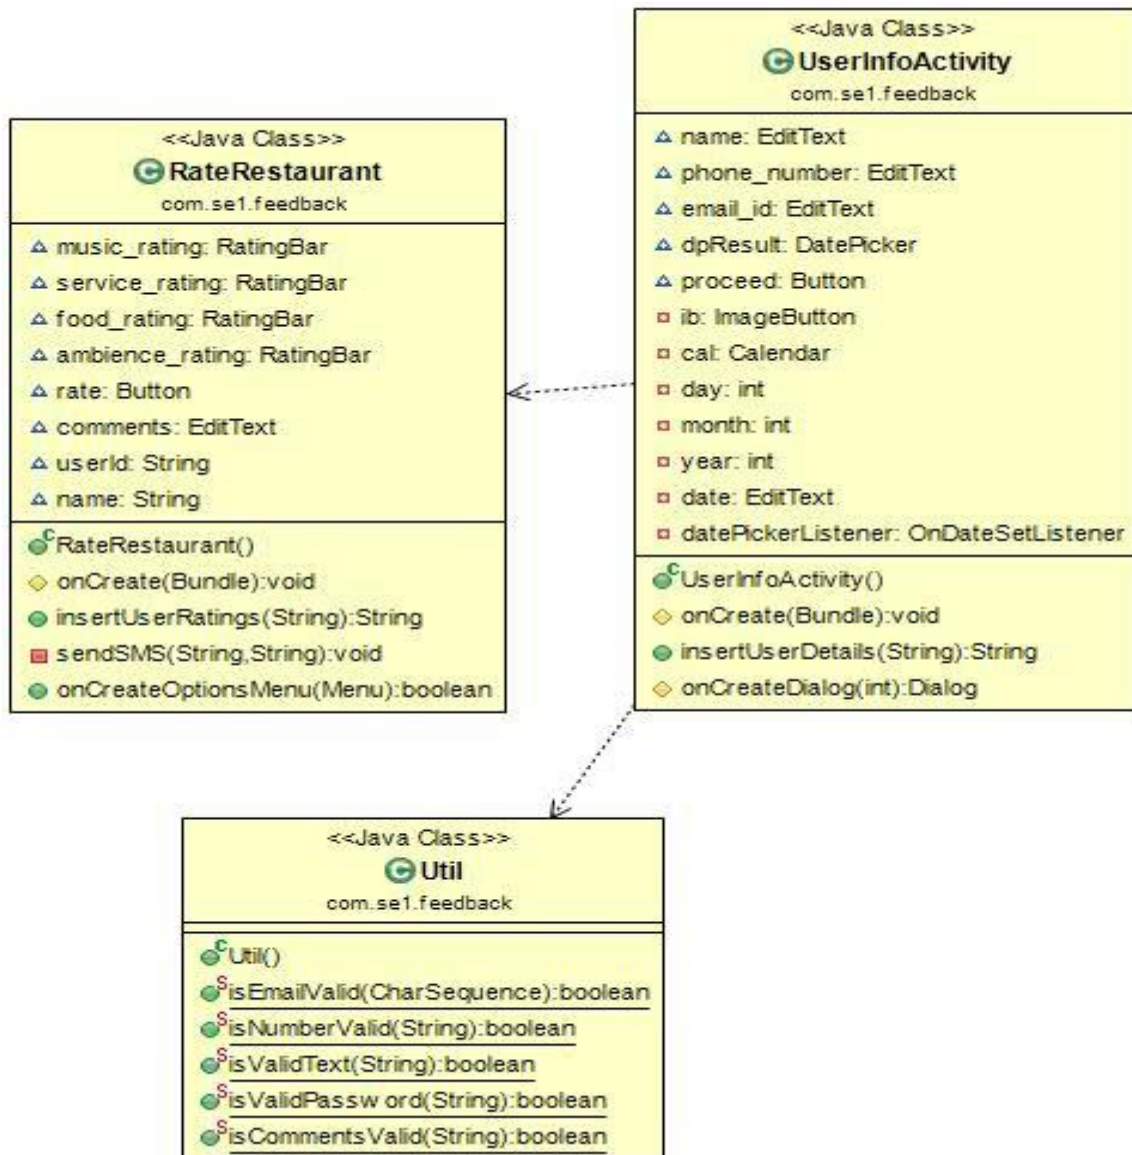 <<Java Class>>
RateRestaurant
com.se1.feedback
music_rating: RatingBar
service_rating: RatingBar
food_rating: RatingBar
ambience_rating: RatingBar
rate: Button
comments: EditText
userId: String
name: String
RateRestaurant()
onCreate(Bundle):void
insertUserRatings(String):String
sendSMS(String,String):void
onCreateOptionsMenu(Menu):boolean
<<Java Class>>
UserInfoActivity
com.se1.feedback
name: EditText
phone_number: EditText
email_id: EditText
dpResult: DatePicker
proceed: Button
ib: ImageButton
cal: Calendar
day: int
month: int
year: int
date: EditText
datePickerListener: OnDateSetListener
UserInfoActivity()
onCreate(Bundle):void
insertUserDetails(String):String
onCreateDialog(int):Dialog
<<Java Class>>
Util
com.se1.feedback
Util()
isEmailValid(CharSequence):boolean
isNumberValid(String):boolean
isValidText(String):boolean
isValidPassword(String):boolean
isCommentsValid(String):boolean